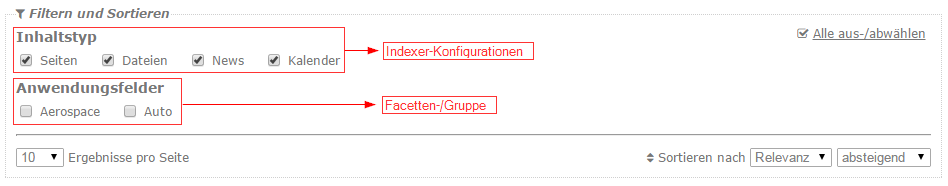 Filtern und Sortieren
Inhaltstyp
Alle aus-/abwählen
Seiten Dateien News Kalender
Indexer-Konfigurationen
Anwendungsfelder
Aerospace Auto
Facetten-/Gruppe
10 Ergebnisse pro Seite Sortieren nach Relevanz absteigend